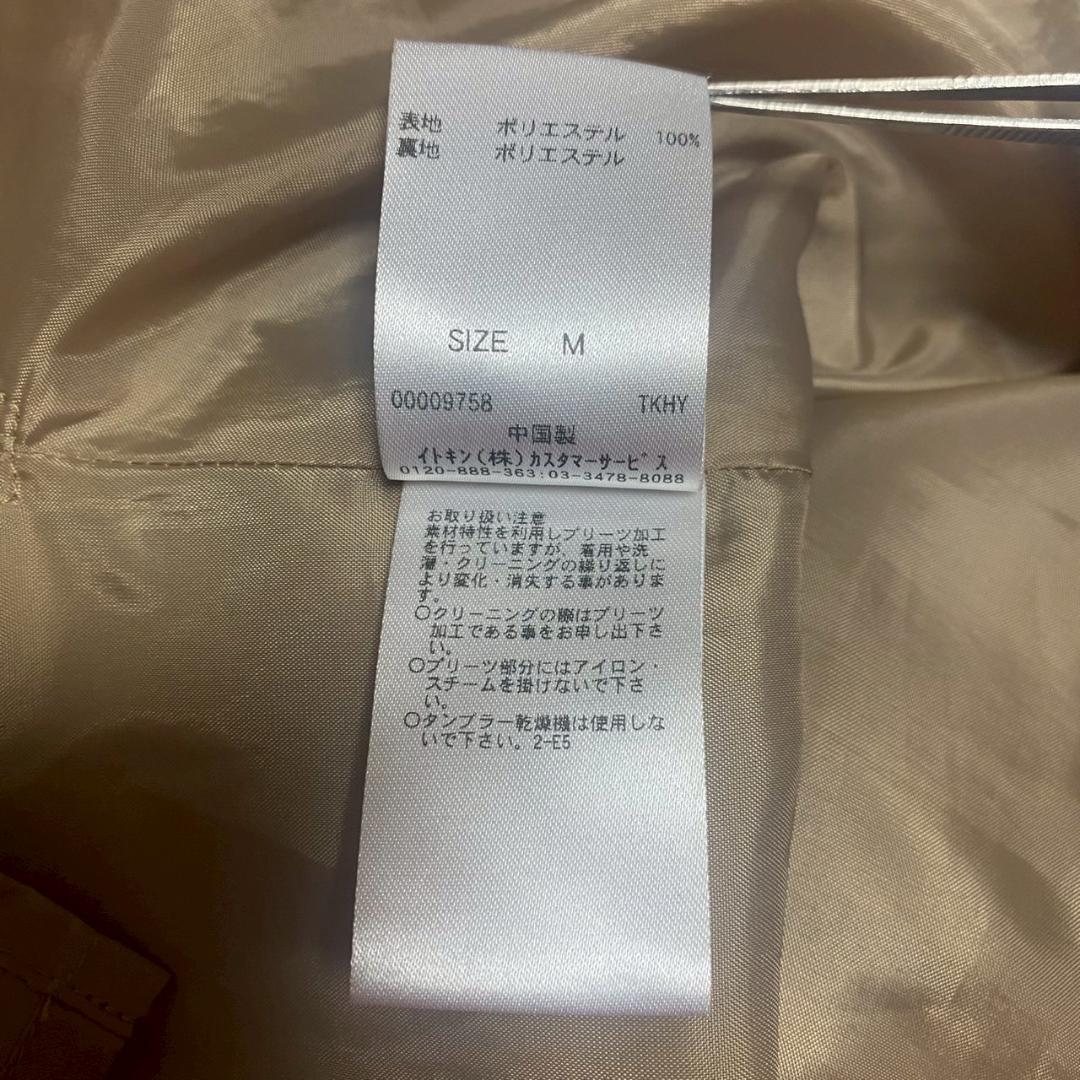 表地 ポリエステル 100%
裏地 ポリエステル
SIZE M
00009758 TKHY
中国製
イトキン(株)カスタマーサービス
0120-888-363:03-3478-8088
お取り扱い注意
素材特性を利用しプリーツ加工
を行っていますが、着用や洗
濯・クリーニングの繰り返しに
より変化・消失する事がありま
す。
○クリーニングの際はプリーツ
加工である事をお申し出下さ
い。
○プリーツ部分にはアイロン・
スチームを掛けないで下さ
い。
○タンブラー乾燥機は使用しな
いで下さい。2-E5